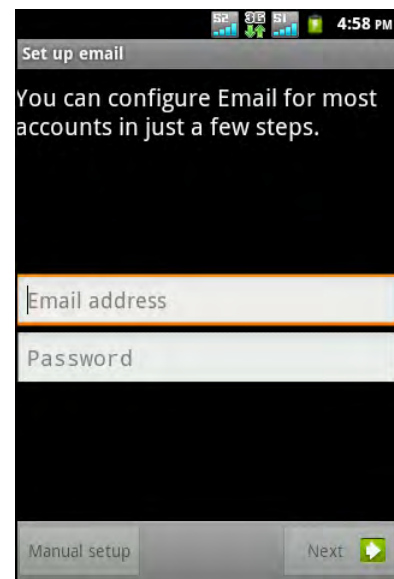 S2 3G S1 4:58 PM
Set up email
You can configure Email for most
accounts in just a few steps.
Email address
Password
Manual setup Next